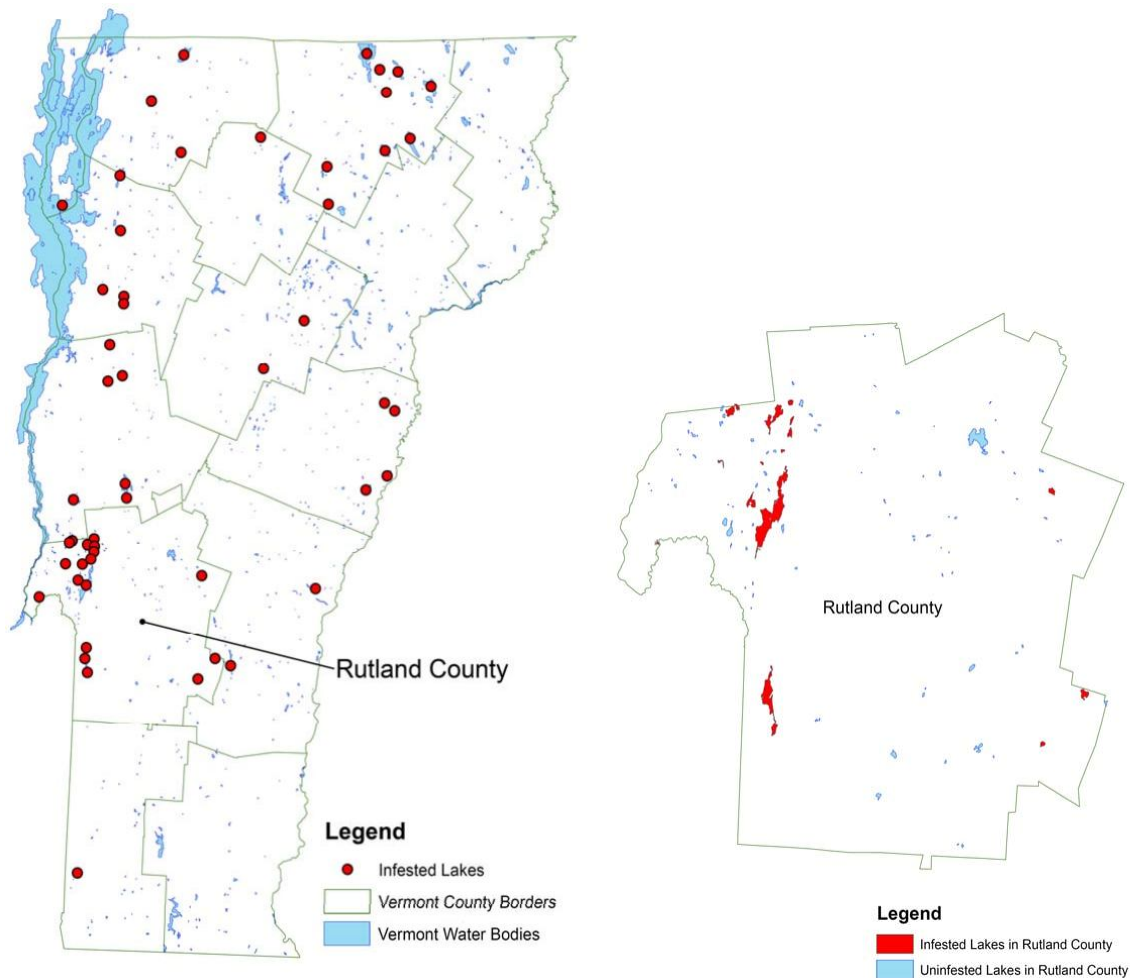 Rutland County
Legend
Infested Lakes
Vermont County Borders
Vermont Water Bodies
Rutland County
Legend
Infested Lakes in Rutland County
Uninfested Lakes in Rutland County